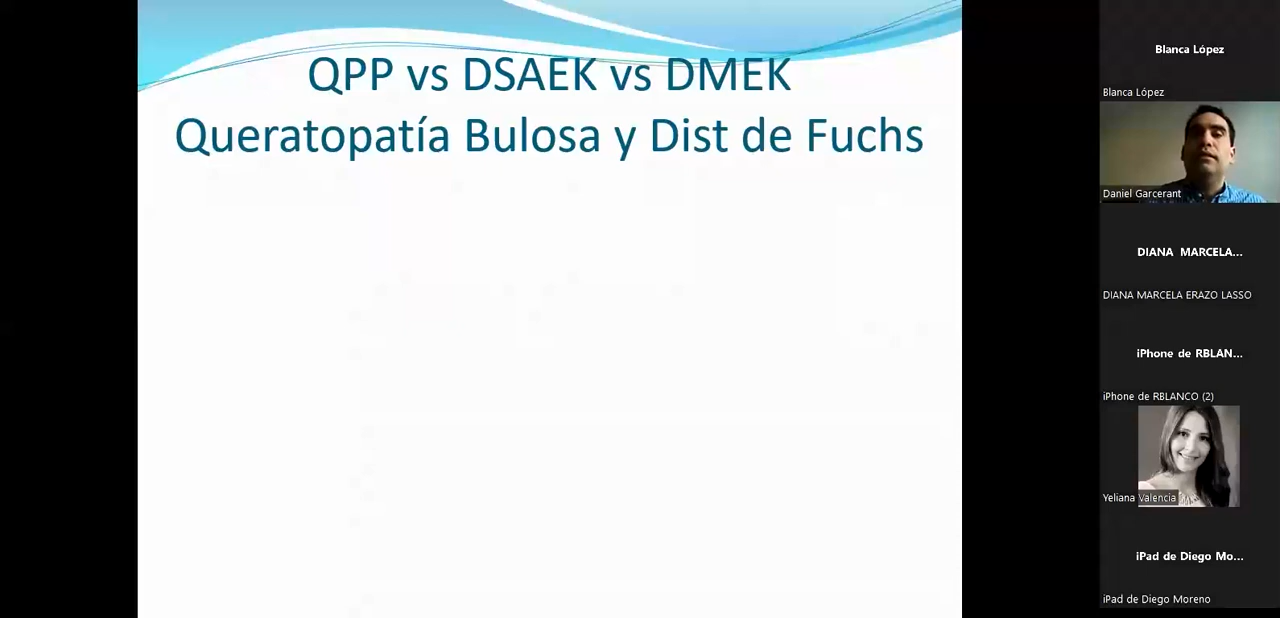 QPP vs DSAEK vs DMEK
Queratopatía Bulosa y Dist de Fuchs
Blanca López
Blanca López
Daniel Garcerant
DIANA MARCELA...
DIANA MARCELA ERAZO LASSO
iPhone de RBLAN...
iPhone de RBLANCO (2)
Yeliana Valencia
iPad de Diego Mo...
iPad de Diego Moreno